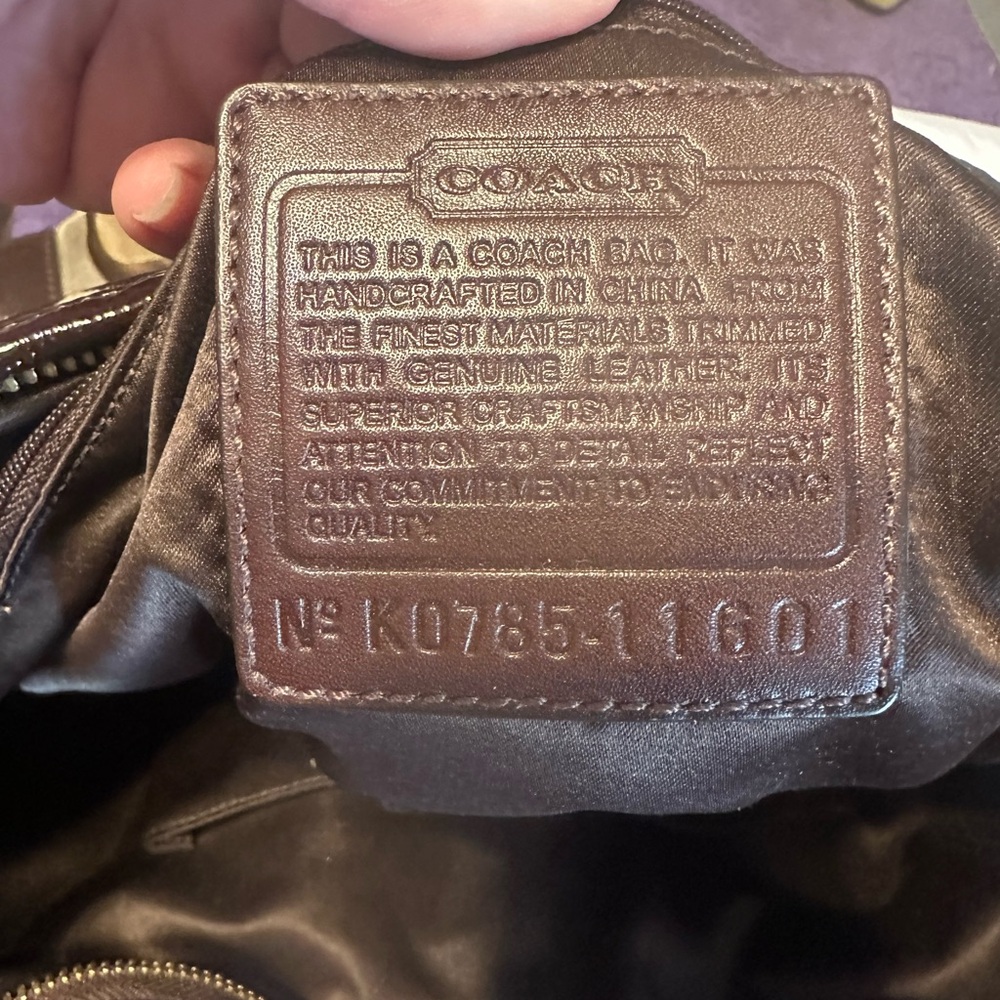 COACH
THIS IS A COACH BAG. IT WAS
HANDCRAFTED IN CHINA FROM
THE FINEST MATERIALS TRIMMED
WITH GENUINE LEATHER. ITS
SUPERIOR CRAFTSMANSHIP AND
ATTENTION TO DETAIL REFLECT
OUR COMMITMENT TO ENDURING
QUALITY.
Nº K0785-11601